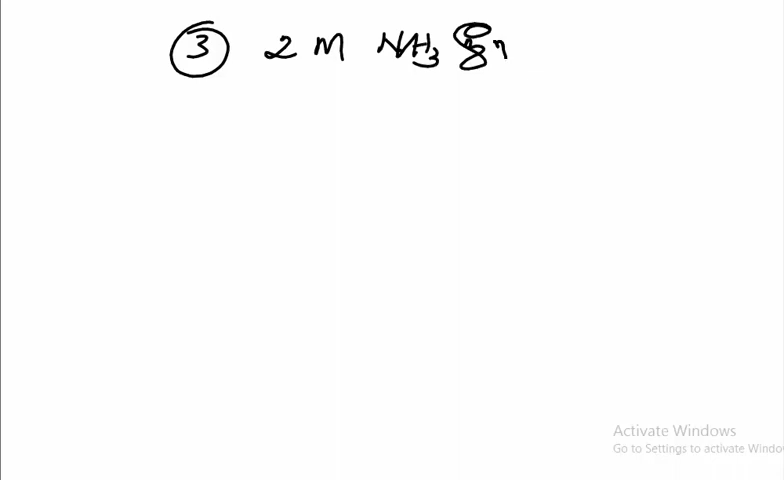 ③ 2 M NH₃
Activate Windows
Go to Settings to activate Windo